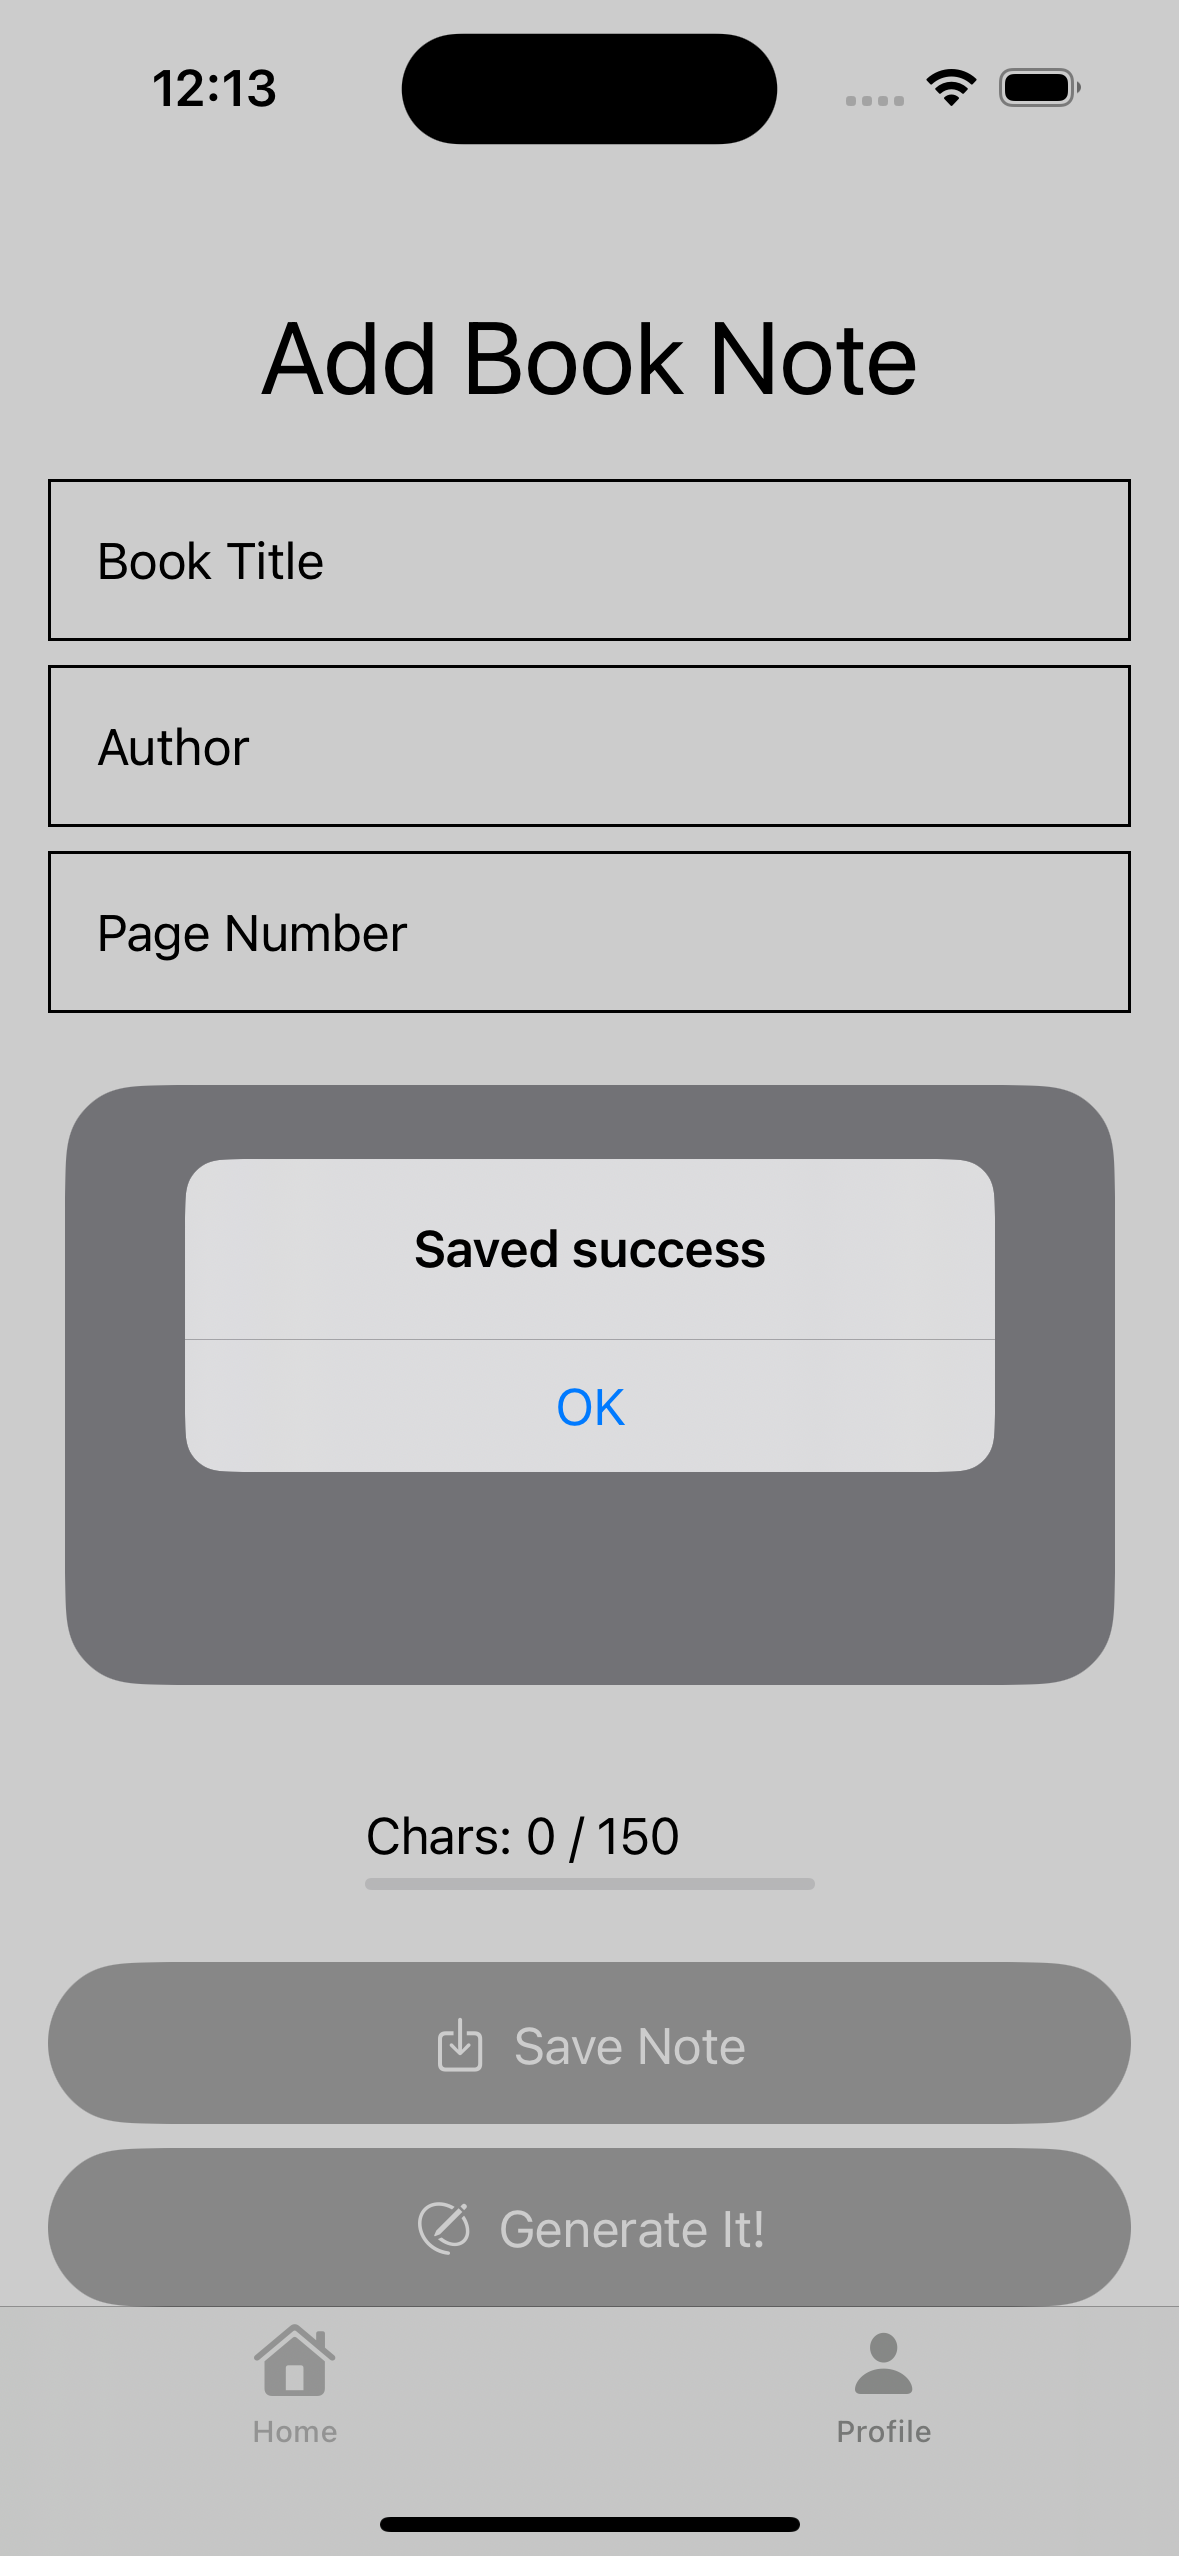 12:13
Add Book Note
Book Title
Author
Page Number
Saved success
OK
Chars: 0 / 150
Save Note
Generate It!
Home
Profile